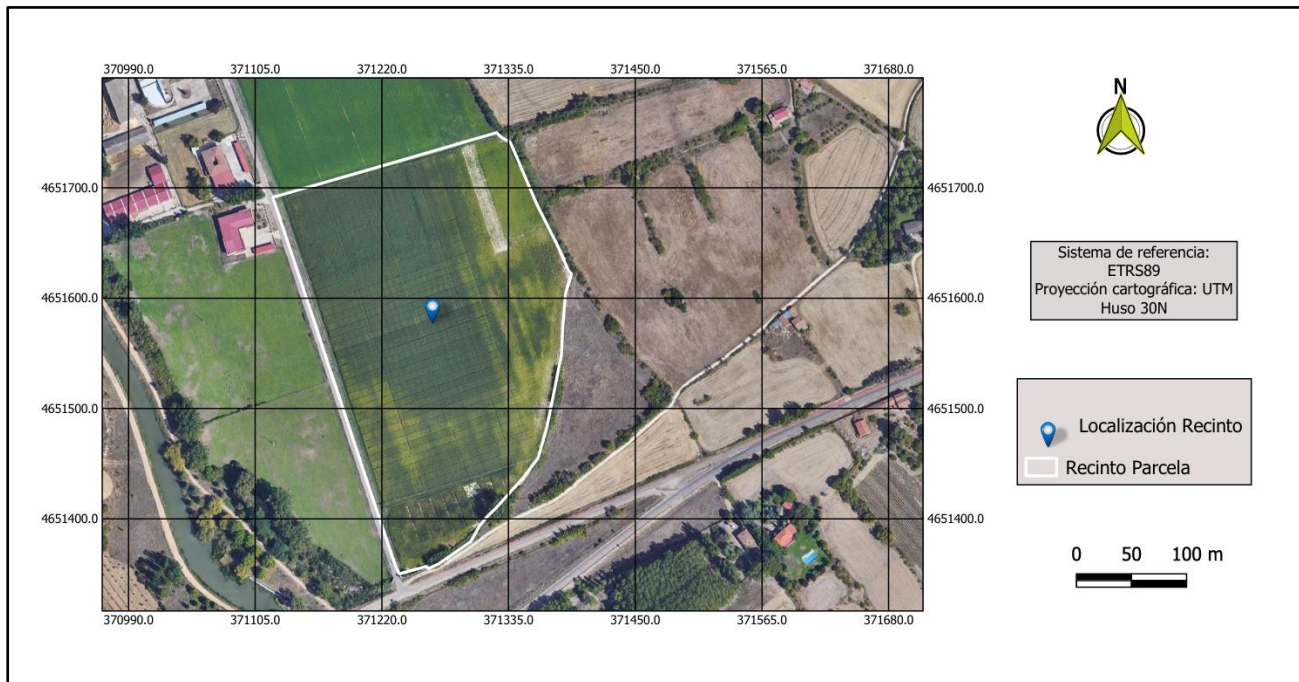 370990.0 371105.0 371220.0 371335.0 371450.0 371565.0 371680.0
N
4651700.0 4651700.0
Sistema de referencia:
ETRS89
Proyección cartográfica: UTM
Huso 30N
4651600.0 4651600.0
4651500.0 4651500.0
Localización Recinto
Recinto Parcela
4651400.0 4651400.0
0 50 100 m
370990.0 371105.0 371220.0 371335.0 371450.0 371565.0 371680.0